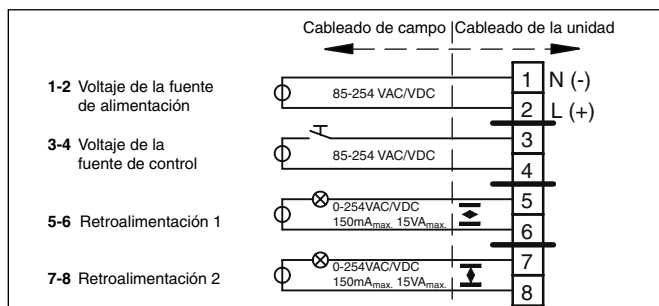 Cableado de campo Cableado de la unidad
1-2 Voltaje de la fuente de alimentación
85-254 VAC/VDC
1 N (-)
2 L (+)
3-4 Voltaje de la fuente de control
85-254 VAC/VDC
3
4
5-6 Retroalimentación 1
0-254VAC/VDC
150mAmax. 15VAmax.
5
6
7-8 Retroalimentación 2
0-254VAC/VDC
150mAmax. 15VAmax.
7
8